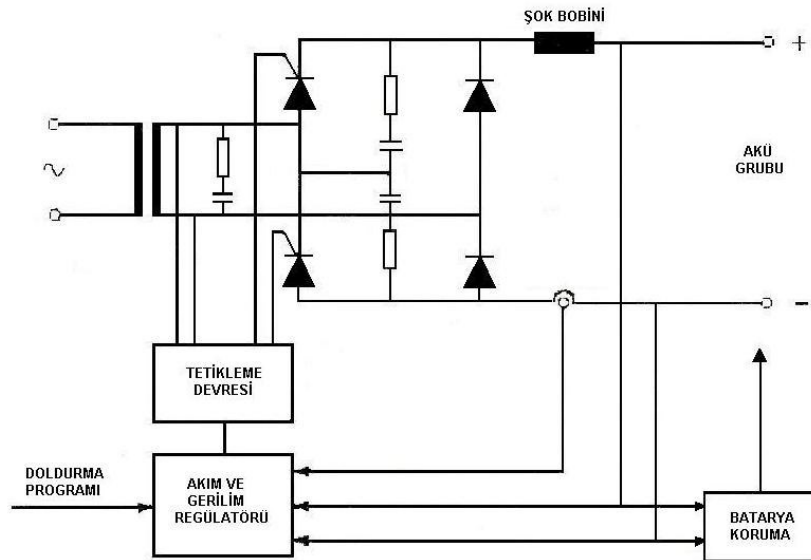 ŞOK BOBİNİ
+
AKÜ
GRUBU
-
TETİKLEME
DEVRESİ
DOLDURMA
PROGRAMI
AKIM VE
GERİLİM
REGÜLATÖRÜ
BATARYA
KORUMA